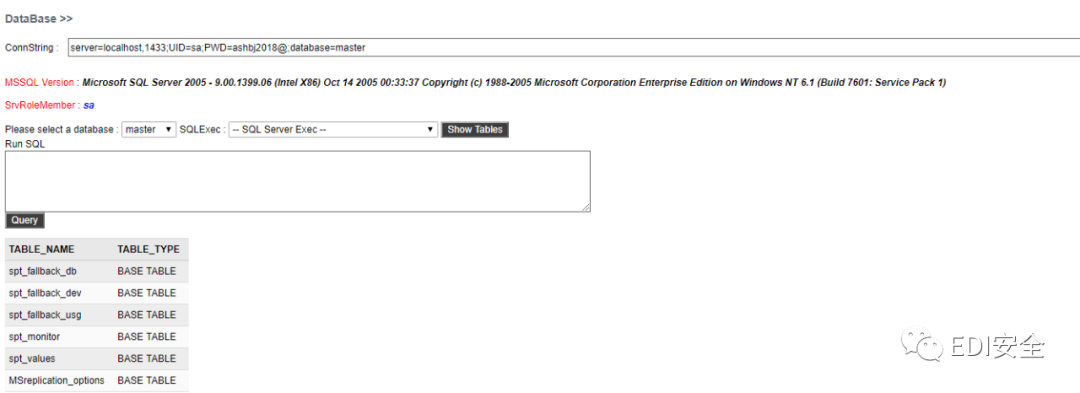 DataBase >>
ConnString : server=localhost,1433;UID=sa;PWD=ashbj2018@;database=master
MSSQL Version : Microsoft SQL Server 2005 - 9.00.1399.06 (Intel X86) Oct 14 2005 00:33:37 Copyright (c) 1988-2005 Microsoft Corporation Enterprise Edition on Windows NT 6.1 (Build 7601: Service Pack 1)
SrvRoleMember : sa
Please select a database : master SQLExec : -- SQL Server Exec -- Show Tables
Run SQL
Query
TABLE_NAME TABLE_TYPE
spt_fallback_db BASE TABLE
spt_fallback_dev BASE TABLE
spt_fallback_usg BASE TABLE
spt_monitor BASE TABLE
spt_values BASE TABLE
MSreplication_options BASE TABLE
EDI安全